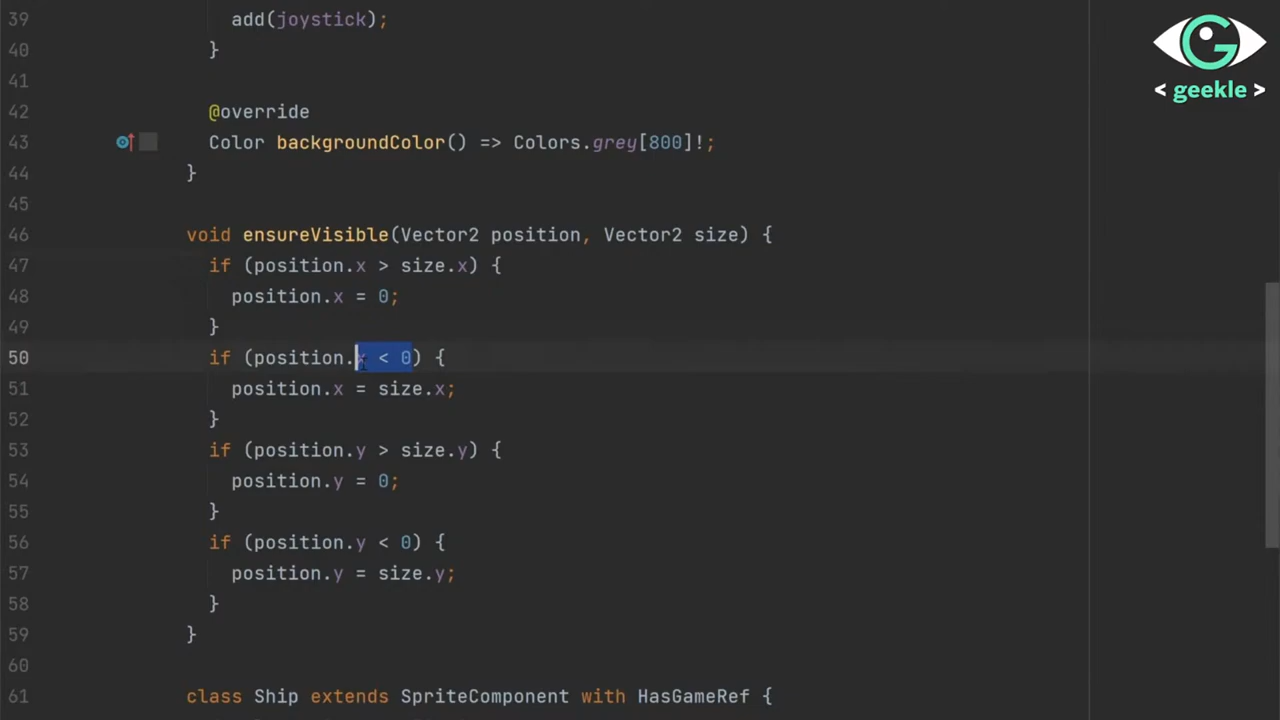 39 add(joystick);
40 }
41
42 @override
43 Color backgroundColor() => Colors.grey[800]!;
44 }
45
46 void ensureVisible(Vector2 position, Vector2 size) {
47 if (position.x > size.x) {
48 position.x = 0;
49 }
50 if (position.x < 0) {
51 position.x = size.x;
52 }
53 if (position.y > size.y) {
54 position.y = 0;
55 }
56 if (position.y < 0) {
57 position.y = size.y;
58 }
59 }
60
61 class Ship extends SpriteComponent with HasGameRef {
G
< geekle >